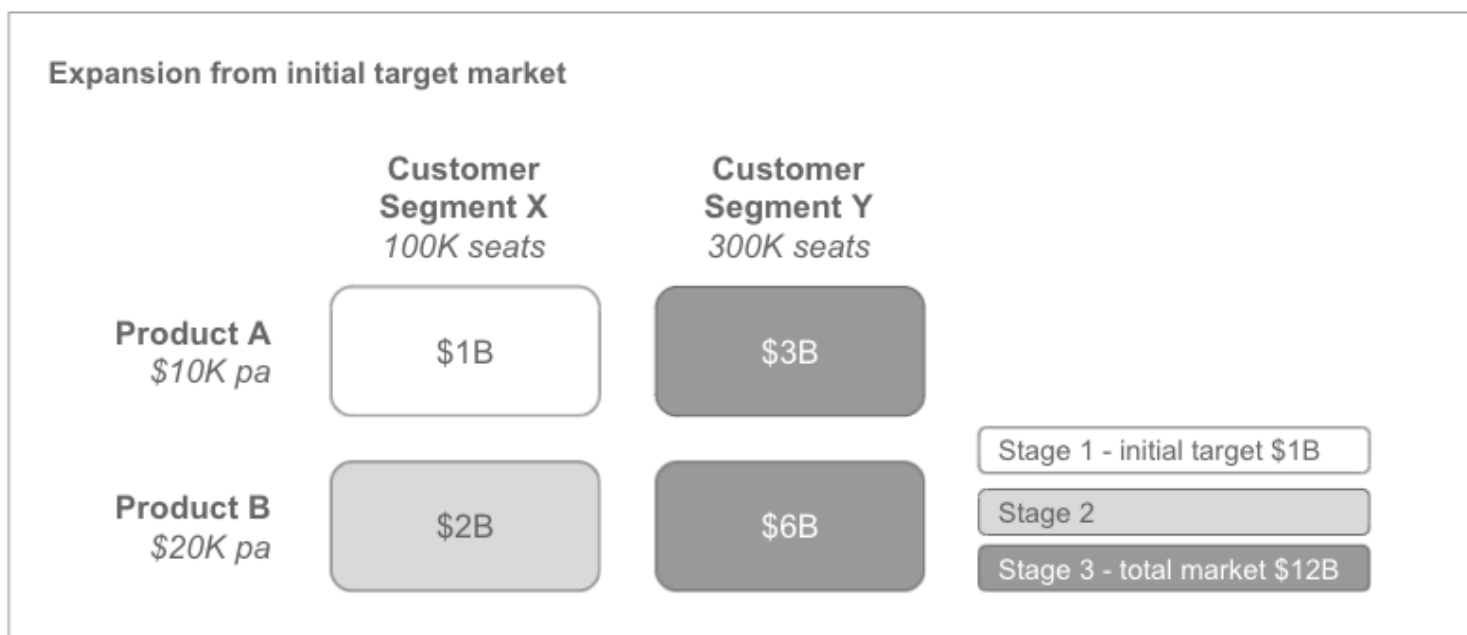 Expansion from initial target market
Customer
Segment X
100K seats
Customer
Segment Y
300K seats
Product A
$10K pa
$1B
$3B
Product B
$20K pa
$2B
$6B
Stage 1 - initial target $1B
Stage 2
Stage 3 - total market $12B